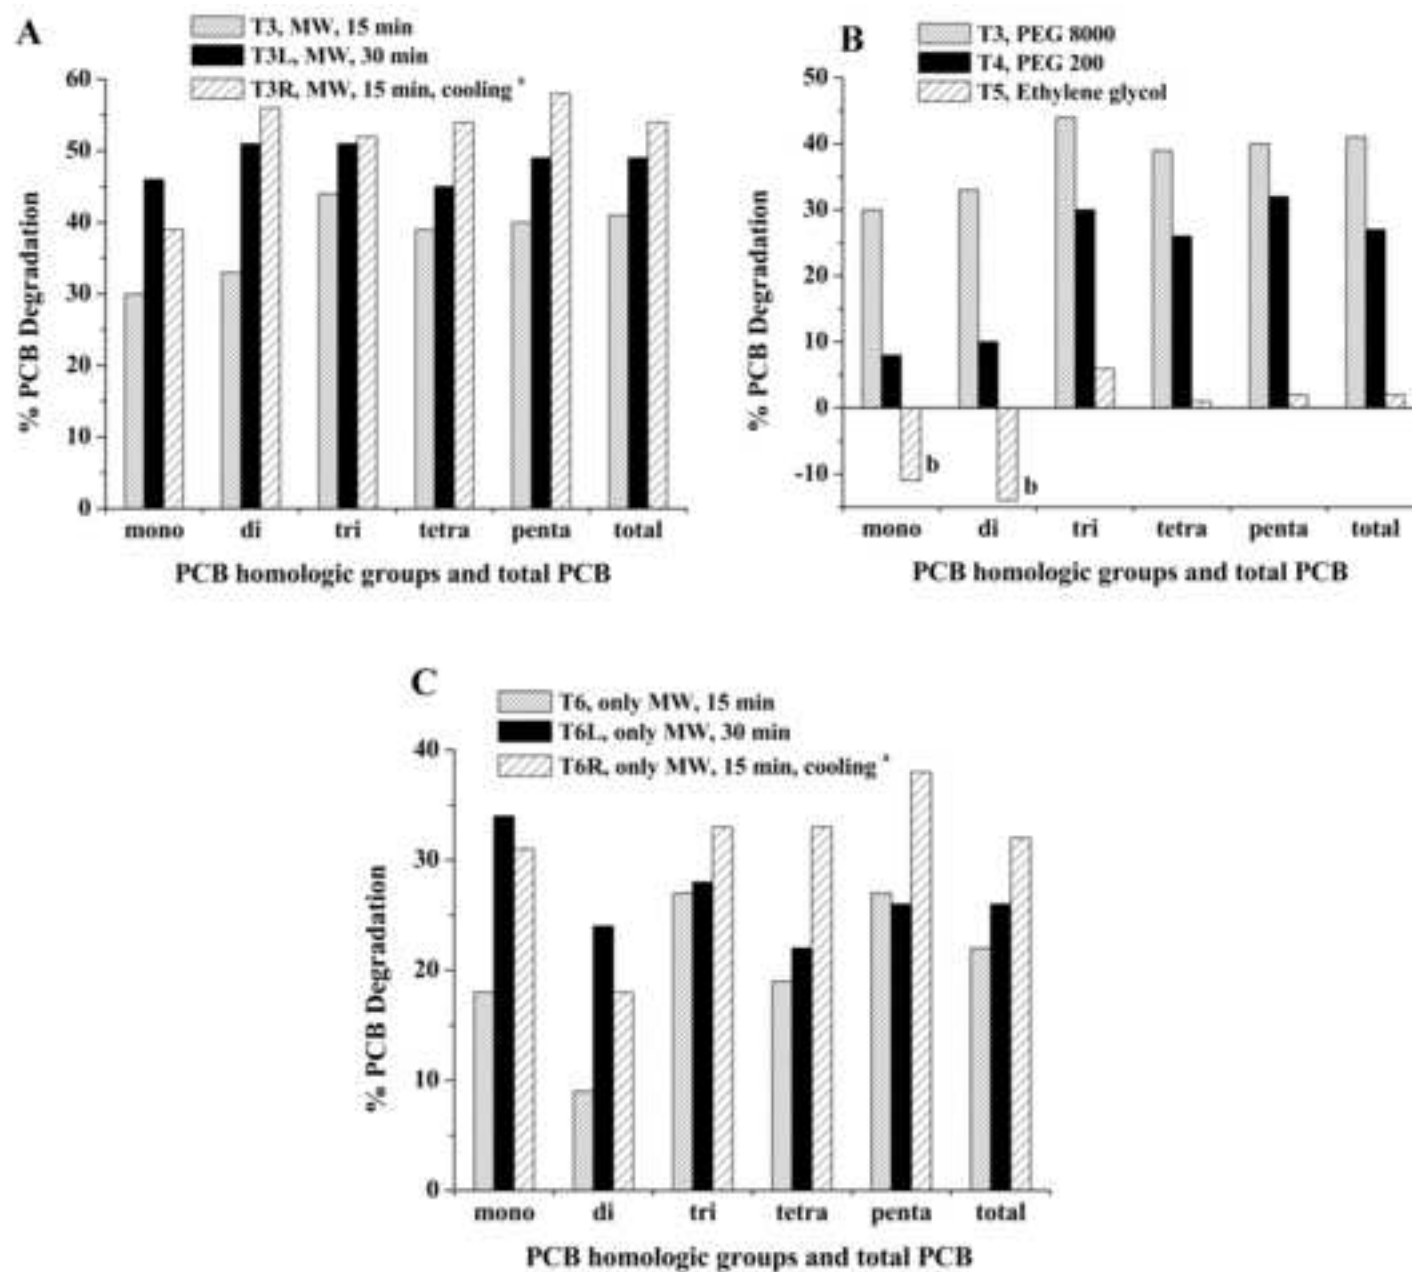 A
T3, MW, 15 min
T3L, MW, 30 min
T3R, MW, 15 min, cooling a
60
50
40
30
20
10
0
% PCB Degradation
mono di tri tetra penta total
PCB homologic groups and total PCB
B
T3, PEG 8000
T4, PEG 200
T5, Ethylene glycol
50
40
30
20
10
0
-10
% PCB Degradation
b
b
mono di tri tetra penta total
PCB homologic groups and total PCB
C
T6, only MW, 15 min
T6L, only MW, 30 min
T6R, only MW, 15 min, cooling a
40
30
20
10
0
% PCB Degradation
mono di tri tetra penta total
PCB homologic groups and total PCB